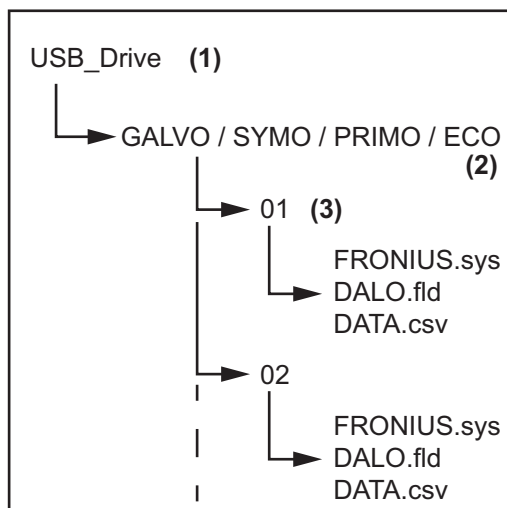 USB_Drive (1)
GALVO / SYMO / PRIMO / ECO
(2)
01 (3)
FRONIUS.sys
DALO.fld
DATA.csv
02
FRONIUS.sys
DALO.fld
DATA.csv